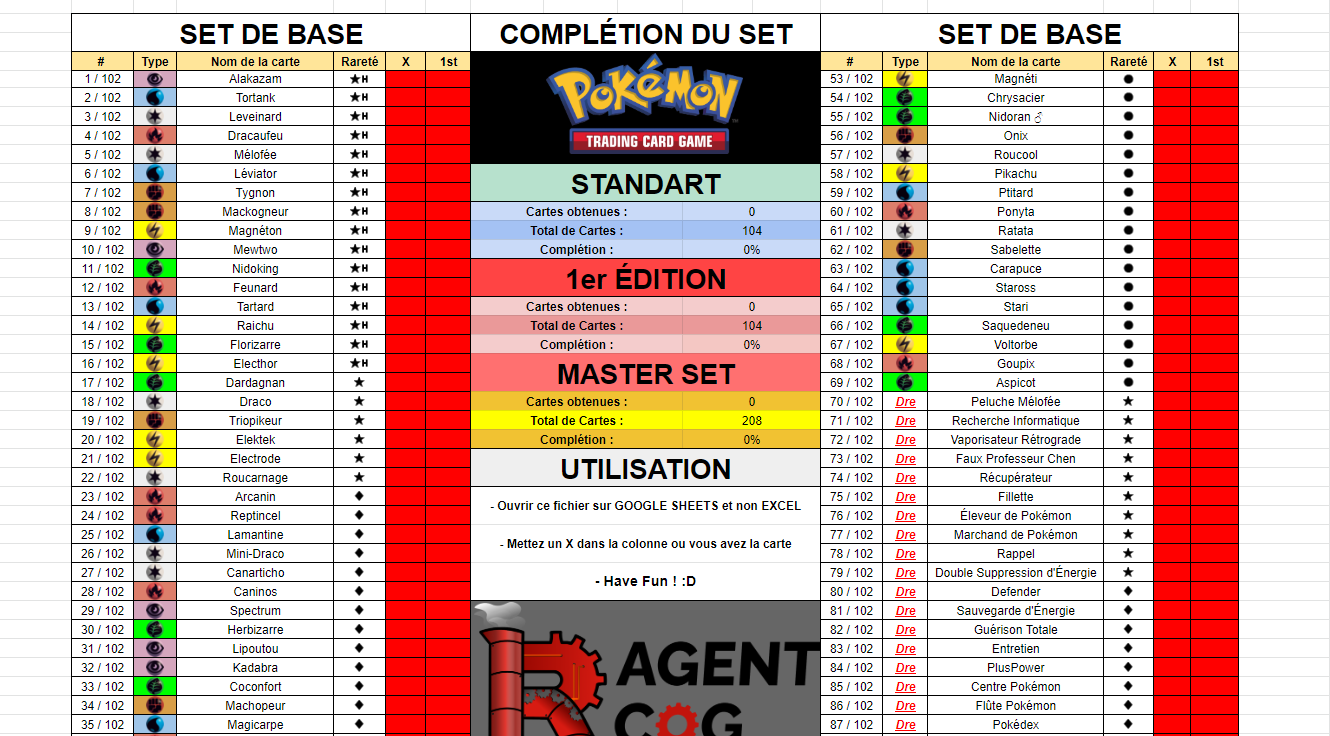 SET DE BASE
# Type Nom de la carte Rareté X 1st
1 / 102 Alakazam ★H
2 / 102 Tortank ★H
3 / 102 Leveinard ★H
4 / 102 Dracaufeu ★H
5 / 102 Mélofée ★H
6 / 102 Léviator ★H
7 / 102 Tygnon ★H
8 / 102 Mackogneur ★H
9 / 102 Magnéton ★H
10 / 102 Mewtwo ★H
11 / 102 Nidoking ★H
12 / 102 Feunard ★H
13 / 102 Tartard ★H
14 / 102 Raichu ★H
15 / 102 Florizarre ★H
16 / 102 Electhor ★H
17 / 102 Dardagnan ★
18 / 102 Draco ★
19 / 102 Triopikeur ★
20 / 102 Elektek ★
21 / 102 Electrode ★
22 / 102 Roucarnage ★
23 / 102 Arcanin ♦
24 / 102 Reptincel ♦
25 / 102 Lamantine ♦
26 / 102 Mini-Draco ♦
27 / 102 Canarticho ♦
28 / 102 Caninos ♦
29 / 102 Spectrum ♦
30 / 102 Herbizarre ♦
31 / 102 Lipoutou ♦
32 / 102 Kadabra ♦
33 / 102 Coconfort ♦
34 / 102 Machopeur ♦
35 / 102 Magicarpe ♦
COMPLÉTION DU SET
POKéMON
TRADING CARD GAME
STANDART
Cartes obtenues : 0
Total de Cartes : 104
Complétion : 0%
1er ÉDITION
Cartes obtenues : 0
Total de Cartes : 104
Complétion : 0%
MASTER SET
Cartes obtenues : 0
Total de Cartes : 208
Complétion : 0%
UTILISATION
- Ouvrir ce fichier sur GOOGLE SHEETS et non EXCEL
- Mettez un X dans la colonne ou vous avez la carte
- Have Fun ! :D
AGENT
COG
SET DE BASE
# Type Nom de la carte Rareté X 1st
53 / 102 Magnéti ●
54 / 102 Chrysacier ●
55 / 102 Nidoran ♂ ●
56 / 102 Onix ●
57 / 102 Roucool ●
58 / 102 Pikachu ●
59 / 102 Ptitard ●
60 / 102 Ponyta ●
61 / 102 Ratata ●
62 / 102 Sabelette ●
63 / 102 Carapuce ●
64 / 102 Staross ●
65 / 102 Stari ●
66 / 102 Saquedeneu ●
67 / 102 Voltorbe ●
68 / 102 Goupix ●
69 / 102 Aspicot ●
70 / 102 Dre Peluche Mélofée ★
71 / 102 Dre Recherche Informatique ★
72 / 102 Dre Vaporisateur Rétrograde ★
73 / 102 Dre Faux Professeur Chen ★
74 / 102 Dre Récupérateur ★
75 / 102 Dre Fillette ★
76 / 102 Dre Éleveur de Pokémon ★
77 / 102 Dre Marchand de Pokémon ★
78 / 102 Dre Rappel ★
79 / 102 Dre Double Suppression d'Énergie ★
80 / 102 Dre Defender ♦
81 / 102 Dre Sauvegarde d'Énergie ♦
82 / 102 Dre Guérison Totale ♦
83 / 102 Dre Entretien ♦
84 / 102 Dre PlusPower ♦
85 / 102 Dre Centre Pokémon ♦
86 / 102 Dre Flûte Pokémon ♦
87 / 102 Dre Pokédex ♦